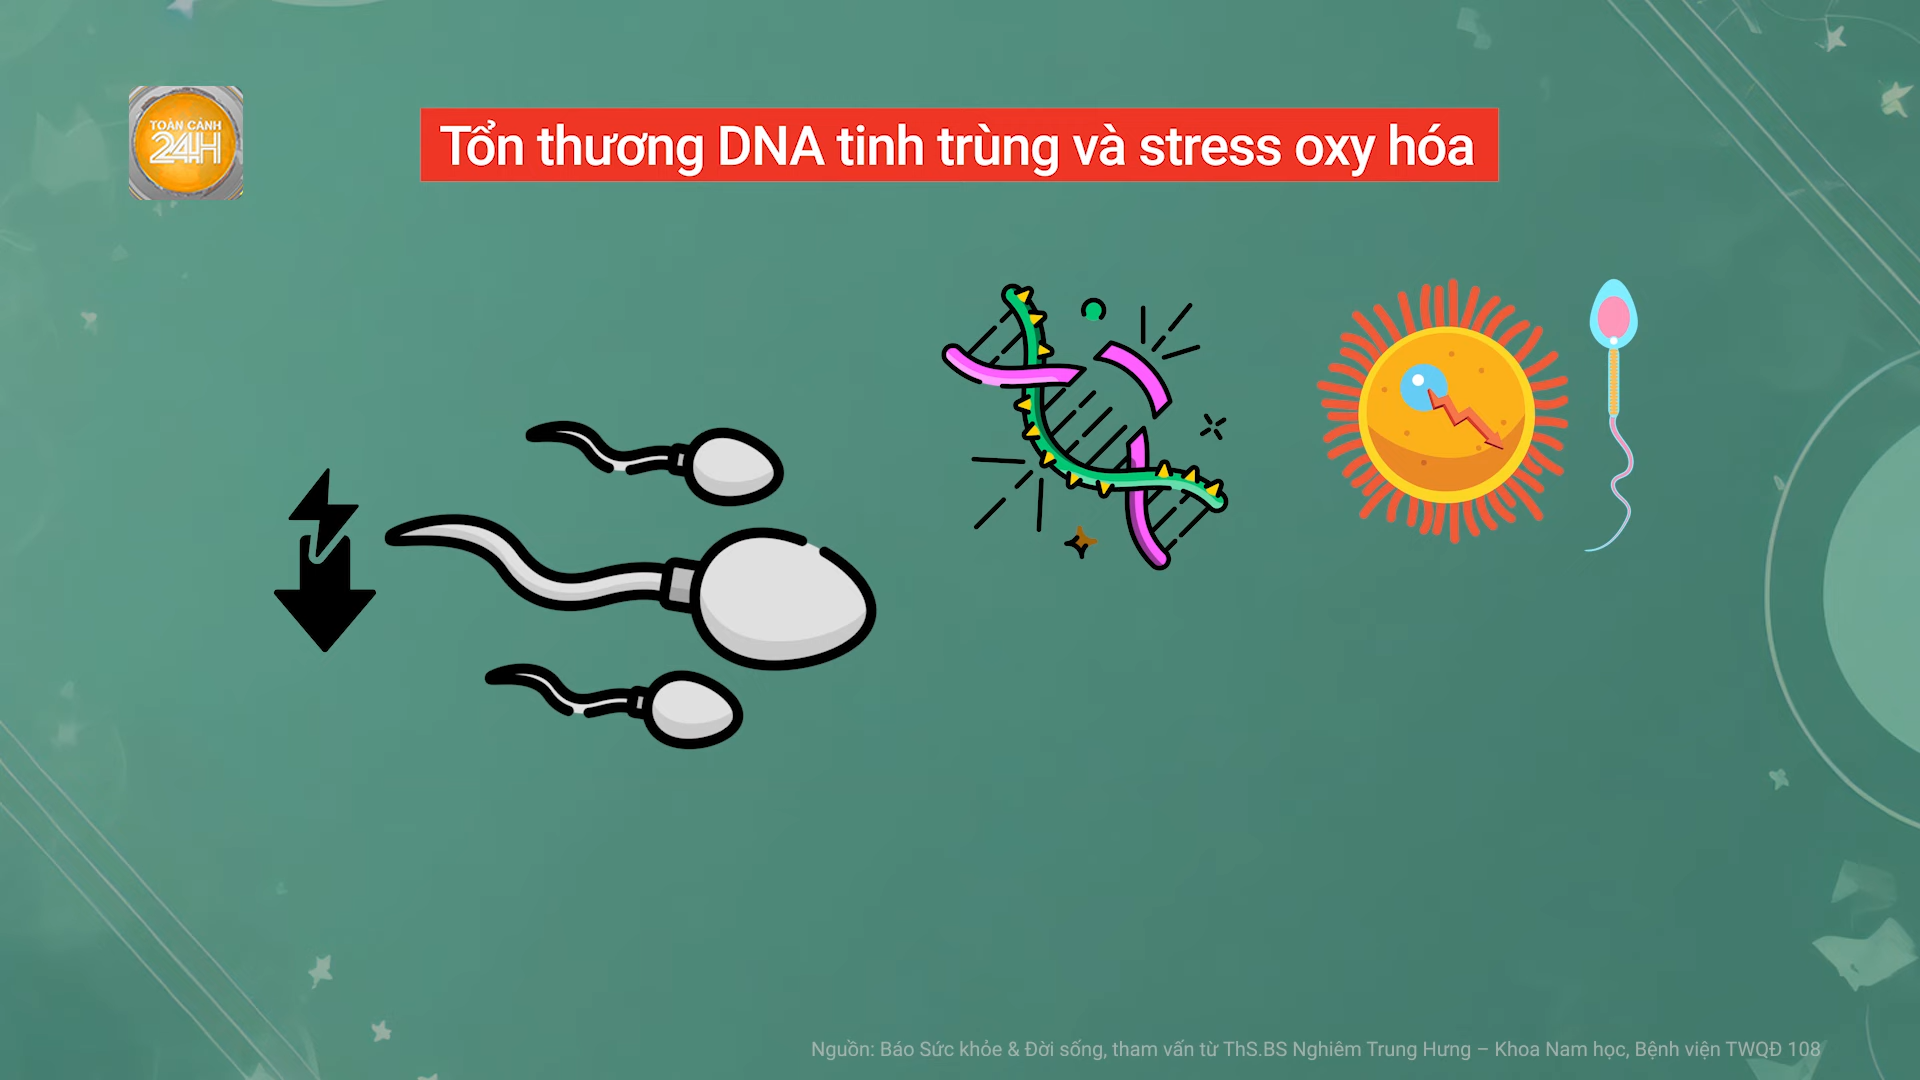 TOÀN CẢNH
24H
Tổn thương DNA tinh trùng và stress oxy hóa
Nguồn: Báo Sức khỏe & Đời sống, tham vấn từ ThS.BS Nghiêm Trung Hưng – Khoa Nam học, Bệnh viện TWQĐ 108